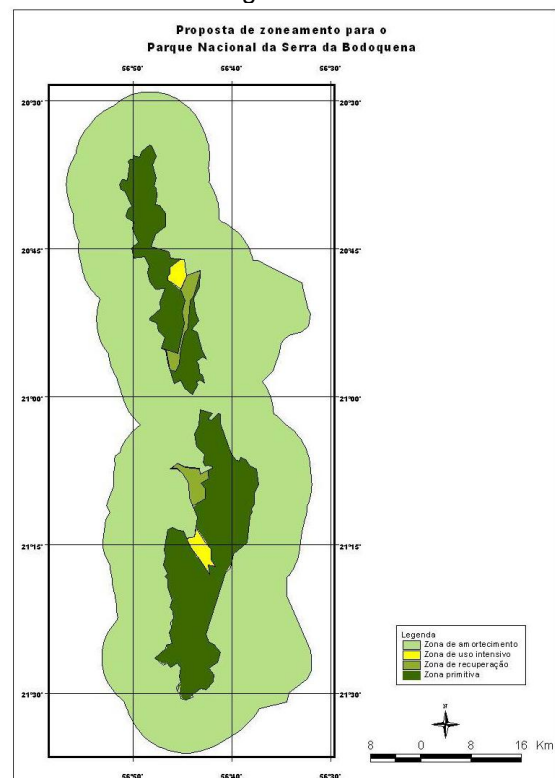 Proposta de zoneamento para o
Parque Nacional da Serra da Bodoquena
56°50' 56°40' 56°30'
20°30'
20°45'
21°00'
21°15'
21°30'
56°50' 56°40' 56°30'
20°30'
20°45'
21°00'
21°15'
21°30'
Legenda
Zona de amortecimento
Zona de uso intensivo
Zona de recuperação
Zona primitiva
N
8 0 8 16 Km